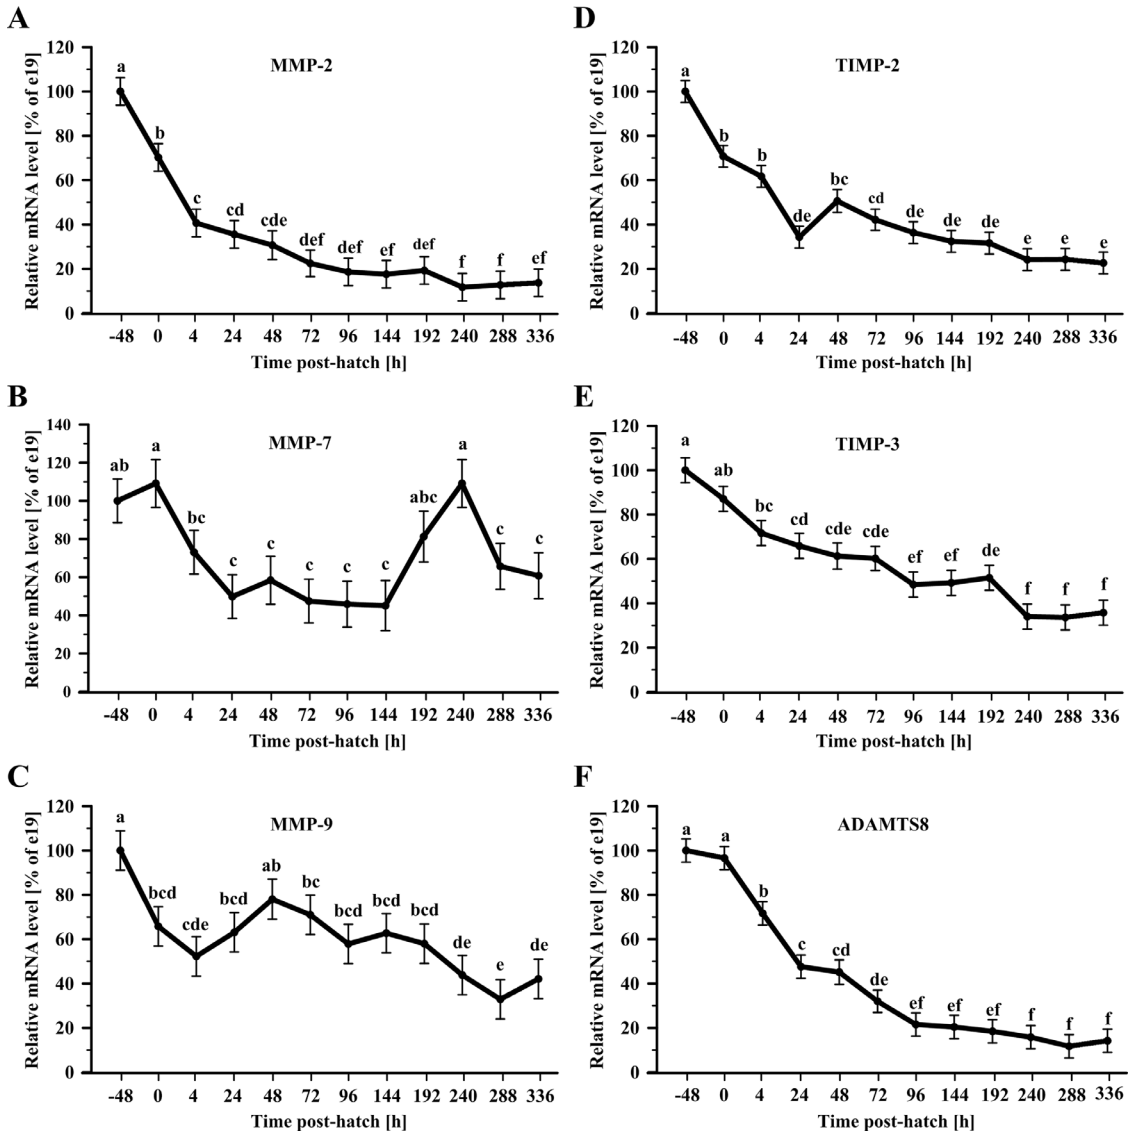 A
MMP-2
Relative mRNA level [% of e19]
120
100
80
60
40
20
0
a
b
c
cd
cde
def
def
ef
def
f
f
ef
-48 0 4 24 48 72 96 144 192 240 288 336
Time post-hatch [h]
B
MMP-7
Relative mRNA level [% of e19]
140
120
100
80
60
40
20
0
ab
a
bc
c
c
c
c
c
abc
a
c
c
-48 0 4 24 48 72 96 144 192 240 288 336
Time post-hatch [h]
C
MMP-9
Relative mRNA level [% of e19]
120
100
80
60
40
20
0
a
bcd
cde
bcd
ab
bc
bcd
bcd
bcd
de
e
de
-48 0 4 24 48 72 96 144 192 240 288 336
Time post-hatch [h]
D
TIMP-2
Relative mRNA level [% of e19]
120
100
80
60
40
20
0
a
b
b
de
bc
cd
de
de
de
e
e
e
-48 0 4 24 48 72 96 144 192 240 288 336
Time post-hatch [h]
E
TIMP-3
Relative mRNA level [% of e19]
120
100
80
60
40
20
0
a
ab
bc
cd
cde
cde
ef
ef
de
f
f
f
-48 0 4 24 48 72 96 144 192 240 288 336
Time post-hatch [h]
F
ADAMTS8
Relative mRNA level [% of e19]
120
100
80
60
40
20
0
a
a
b
c
cd
de
ef
ef
ef
f
f
f
-48 0 4 24 48 72 96 144 192 240 288 336
Time post-hatch [h]